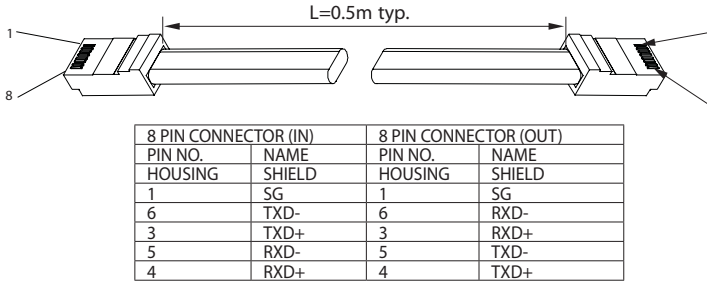 L=0.5m typ.
1
8
8 PIN CONNECTOR (IN) 8 PIN CONNECTOR (OUT)
PIN NO. NAME PIN NO. NAME
HOUSING SHIELD HOUSING SHIELD
1 SG 1 SG
6 TXD- 6 RXD-
3 TXD+ 3 RXD+
5 RXD- 5 TXD-
4 RXD+ 4 TXD+